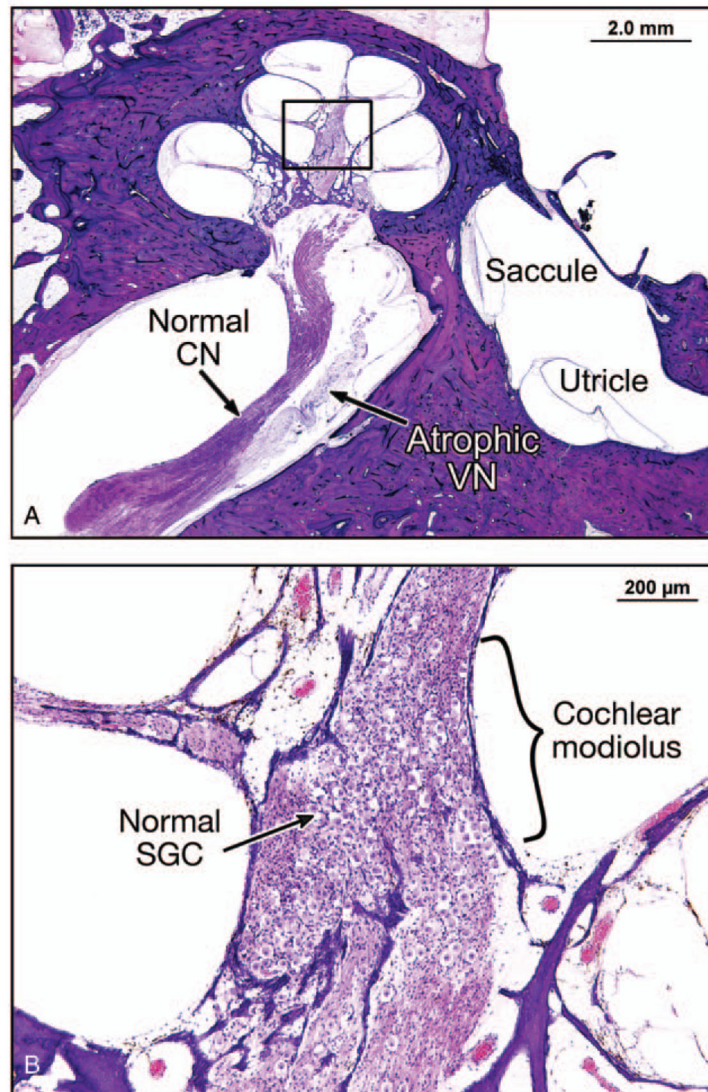 2.0 mm
Saccule
Normal
CN
Utricle
Atrophic
VN
A
200 µm
Cochlear
modiolus
Normal
SGC
B